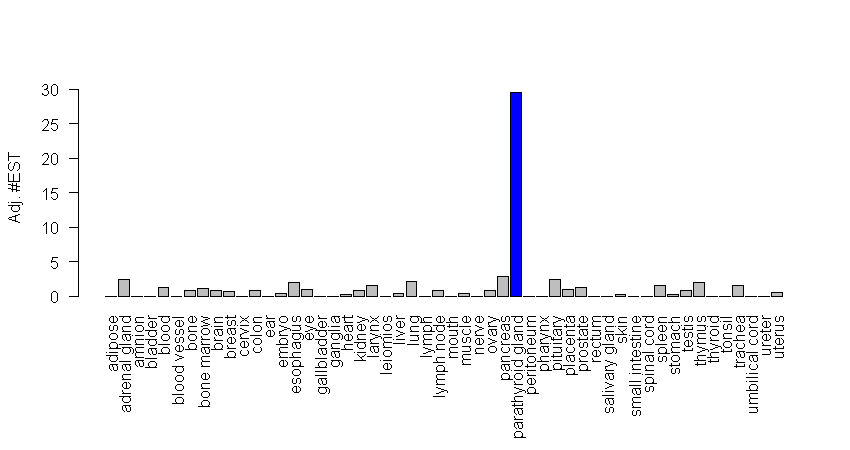 Adj. #EST
30
25
20
15
10
5
0
adipose
adrenal gland
amnion
bladder
blood
blood vessel
bone
bone marrow
brain
breast
cervix
colon
ear
embryo
esophagus
eye
gallbladder
ganglia
heart
kidney
larynx
leiomios
liver
lung
lymph
lymph node
mouth
muscle
nerve
ovary
pancreas
parathyroid gland
peritoneum
pharynx
pituitary
placenta
prostate
rectum
salivary gland
skin
small intestine
spinal cord
spleen
stomach
testis
thymus
thyroid
tonsil
trachea
umbilical cord
ureter
uterus